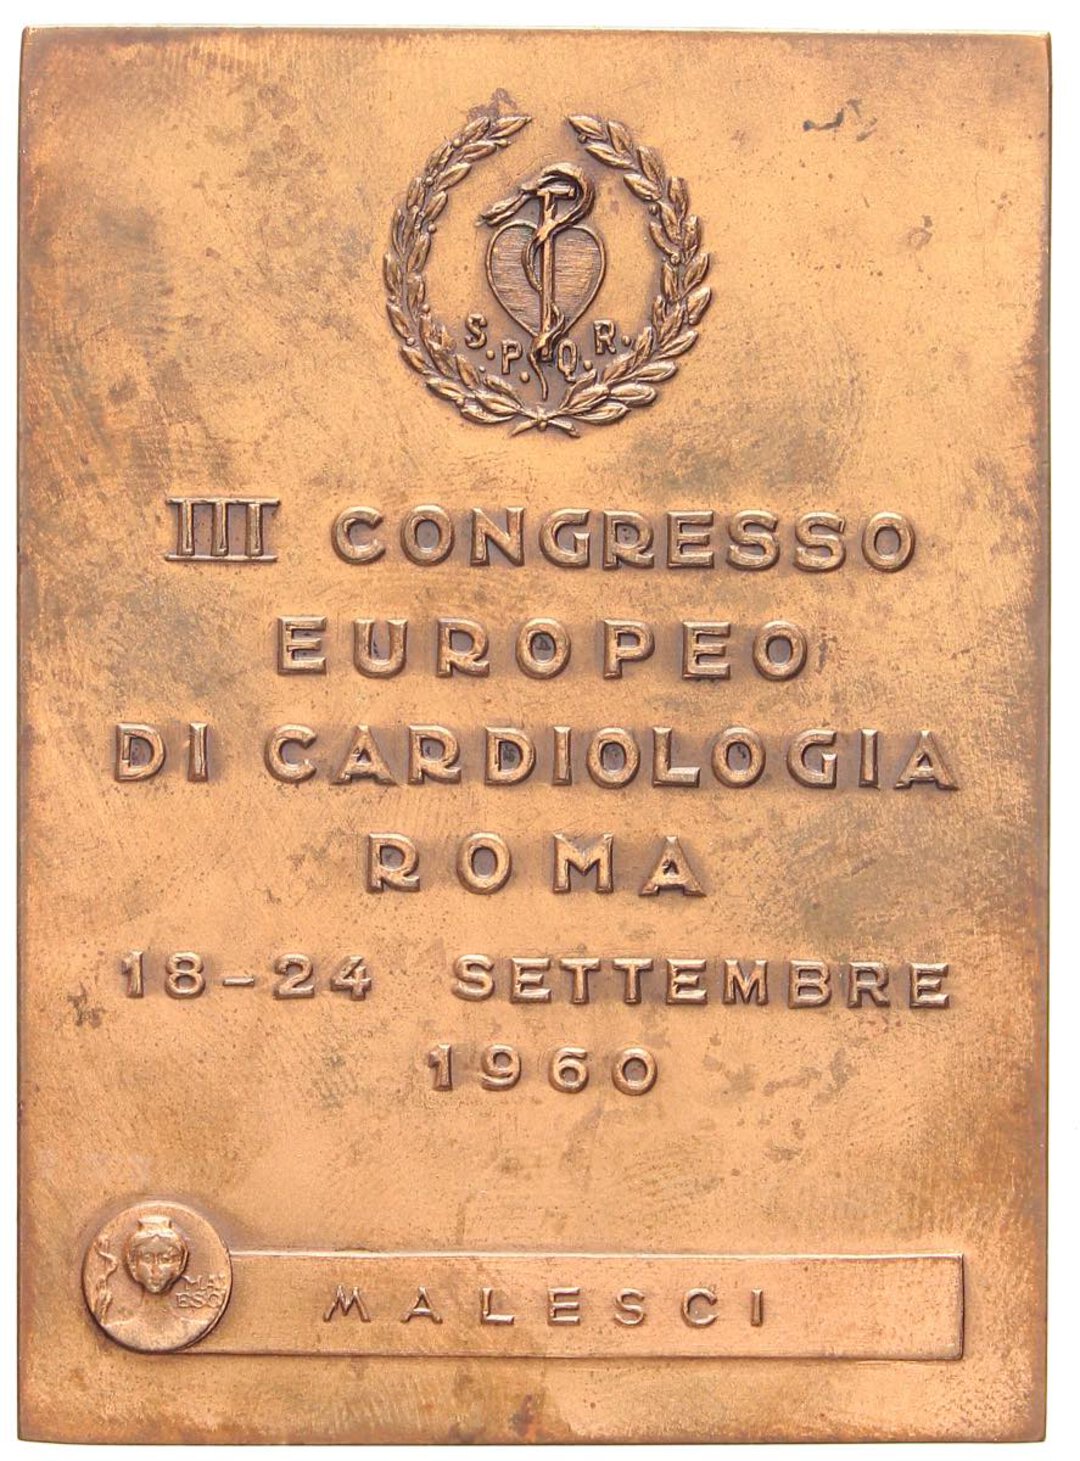 S.P.Q.R.
III CONGRESSO
EUROPEO
DI CARDIOLOGIA
ROMA
18-24 SETTEMBRE
1960
MALESCI